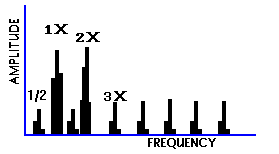 AMPLITUDE
1/2
1X
2X
3X
FREQUENCY